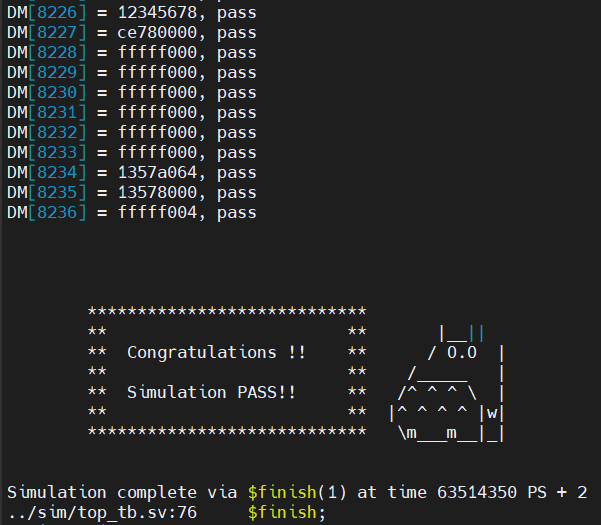 DM[8226] = 12345678, pass
DM[8227] = ce780000, pass
DM[8228] = fffff000, pass
DM[8229] = fffff000, pass
DM[8230] = fffff000, pass
DM[8231] = fffff000, pass
DM[8232] = fffff000, pass
DM[8233] = fffff000, pass
DM[8234] = 1357a064, pass
DM[8235] = 13578000, pass
DM[8236] = fffff004, pass
        ****************************
        **                        **       |__||
        **  Congratulations !!    **      / O.O  |
        **                        **    /_____   |
        **  Simulation PASS!!     **   /^ ^ ^ \  |
        **                        **  |^ ^ ^ ^ |w|
        ****************************   \m___m__|_|
Simulation complete via $finish(1) at time 63514350 PS + 2
../sim/top_tb.sv:76     $finish;